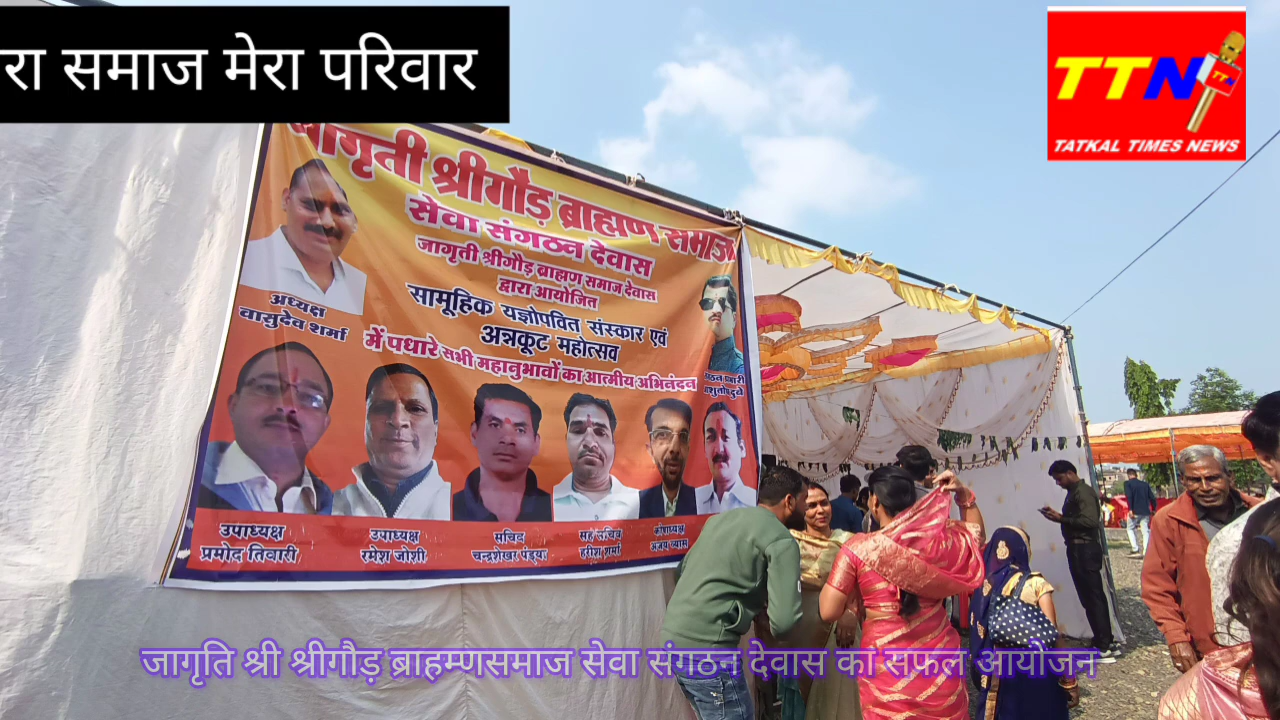 रा समाज मेरा परिवार
TTN
TATKAL TIMES NEWS
जागृती श्रीगौड़ ब्राह्मण समाज
सेवा संगठन देवास
जागृती श्रीगौड़ ब्राह्मण समाज देवास
द्वारा आयोजित
सामूहिक यज्ञोपवित संस्कार एवं
अन्नकूट महोत्सव
में पधारे सभी महानुभावों का आत्मीय अभिनंदन
अध्यक्ष
वासुदेव शर्मा
उपाध्यक्ष
प्रमोद तिवारी
उपाध्यक्ष
रमेश जोशी
सचिव
चन्द्रशेखर पंड्या
सह सचिव
हरीश शर्मा
कोषाध्यक्ष
अजय व्यास
जागृति श्री श्रीगौड़ ब्राहम्णसमाज सेवा संगठन देवास का सफल आयोजन